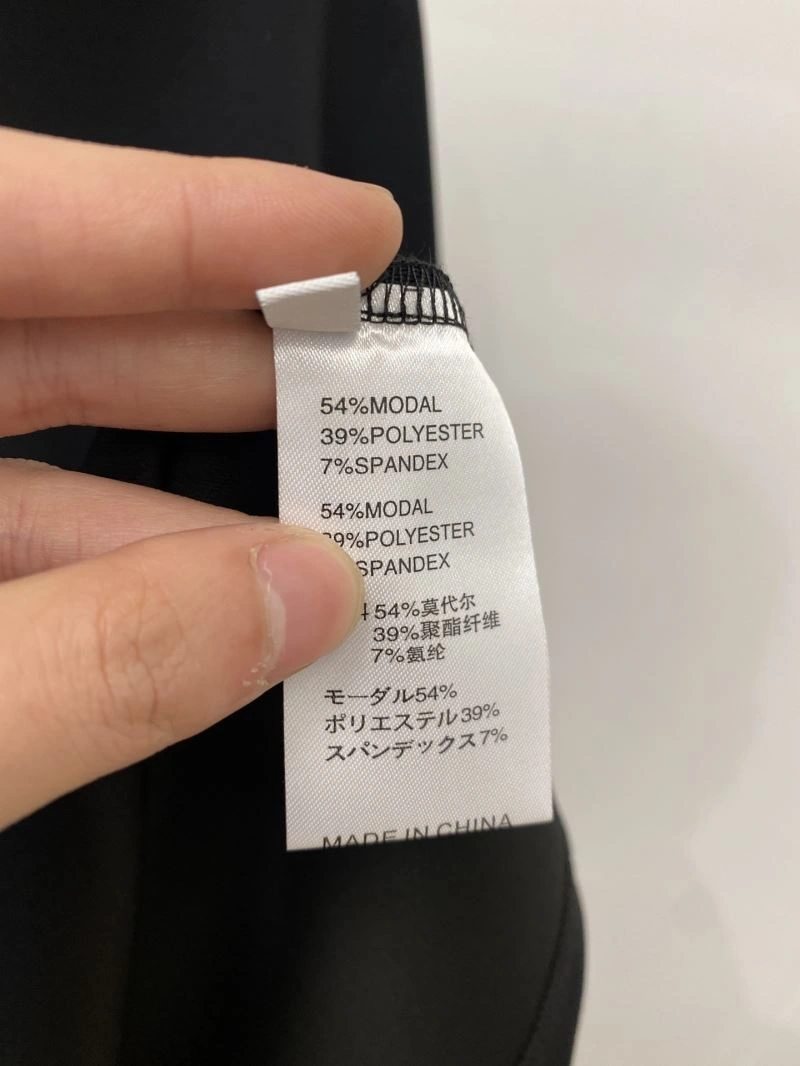 54%MODAL
39%POLYESTER
7%SPANDEX
54%MODAL
9%POLYESTER
SPANDEX
54%莫代尔
39%聚酯纤维
7%氨纶
モーダル54%
ポリエステル39%
スパンデックス7%
MADE IN CHINA